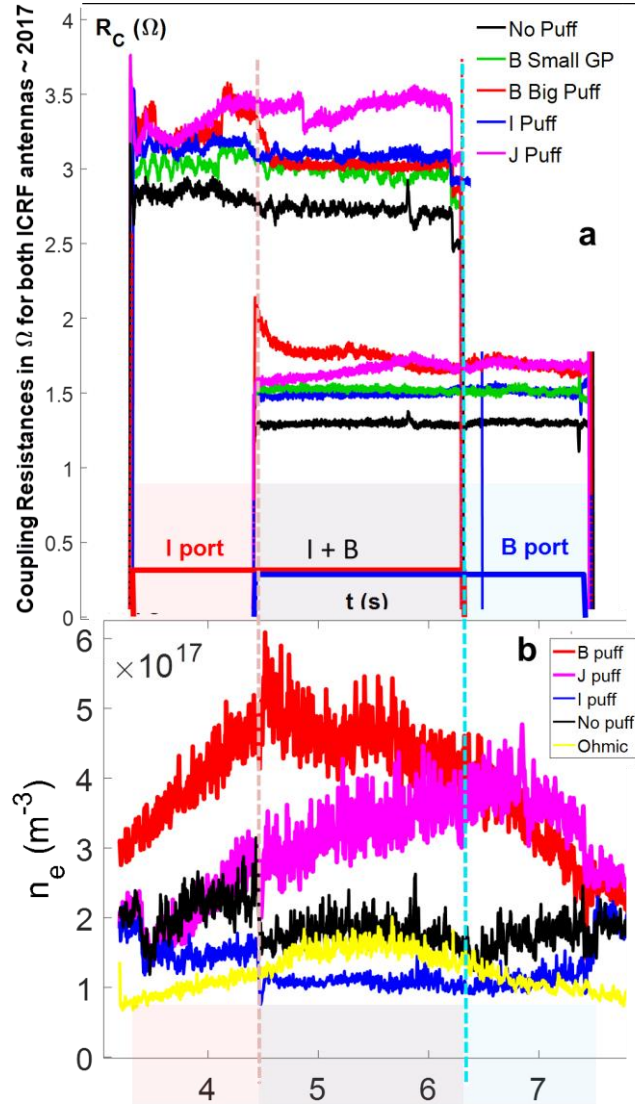 Coupling Resistances in Ω for both ICRF antennas ~ 2017
4
R_C (Ω)
No Puff
B Small GP
B Big Puff
I Puff
J Puff
3.5
3
a
2.5
2
1.5
1
I port
I + B
B port
0.5
t (s)
0
×10^17
b
B puff
J puff
I puff
No puff
Ohmic
6
5
4
n_e (m^-3)
3
2
1
0
4 5 6 7